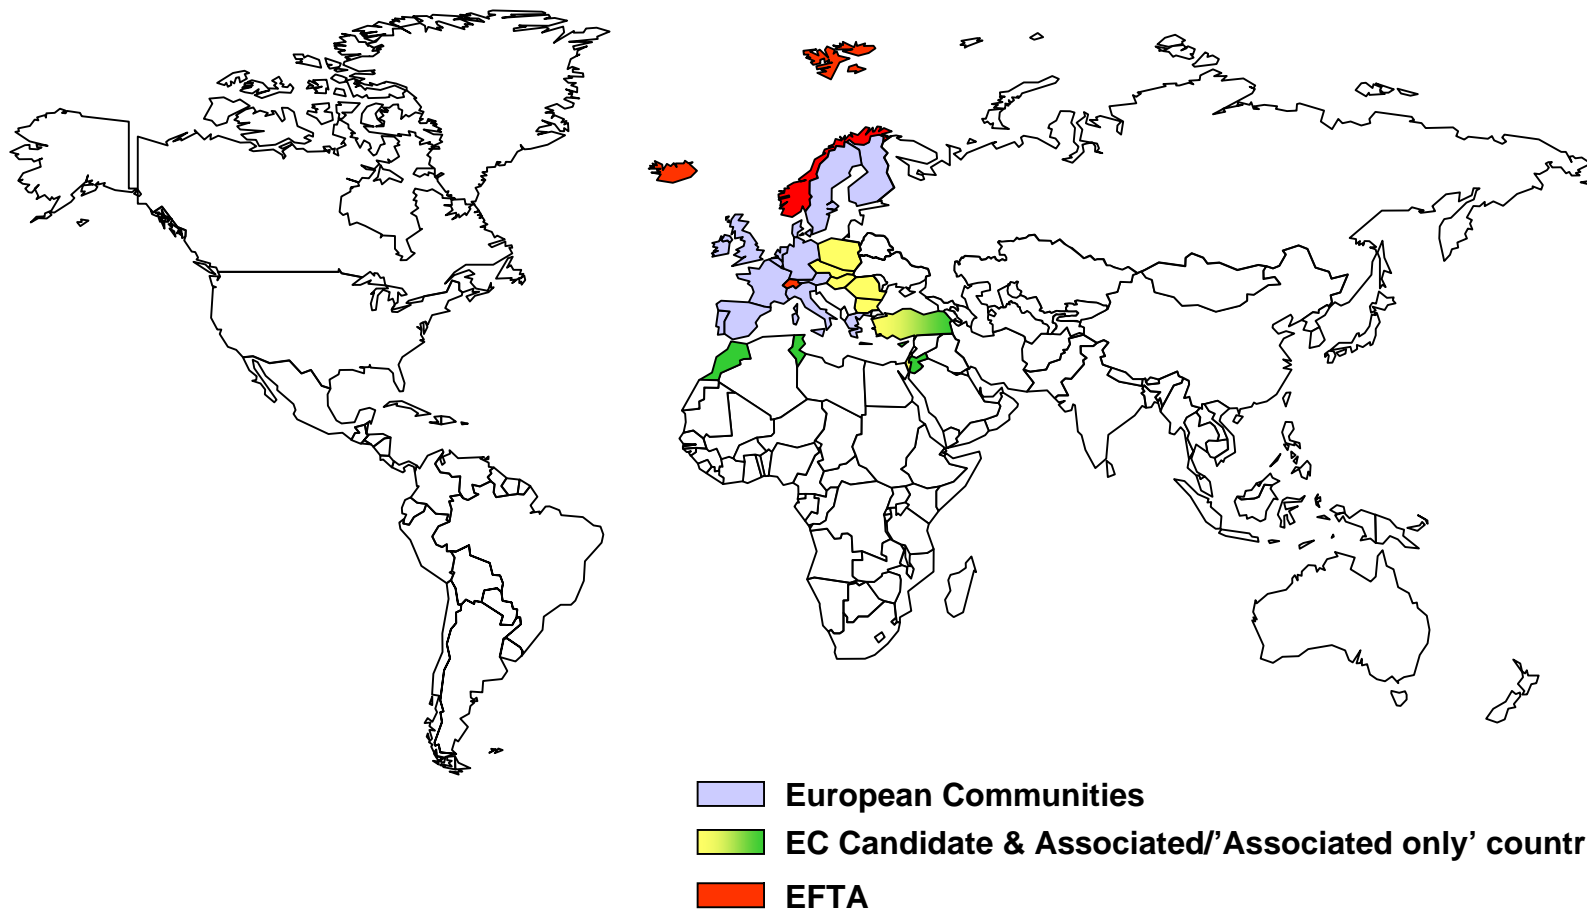 European Communities
EC Candidate & Associated/’Associated only’ countr
EFTA